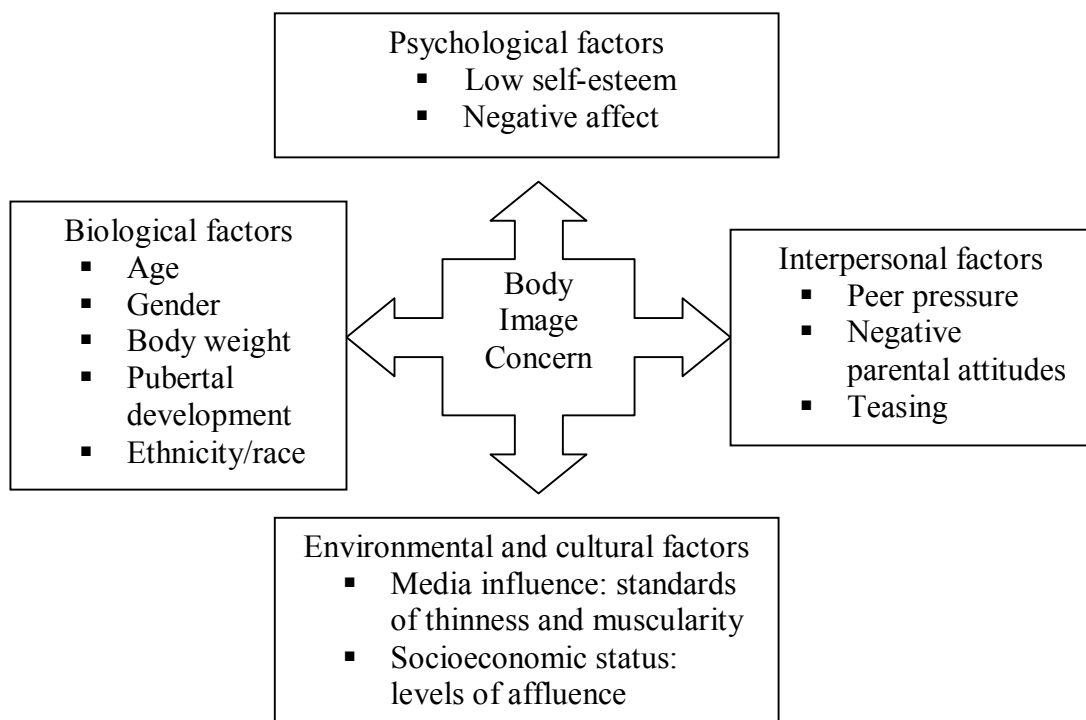 Psychological factors
▪ Low self-esteem
▪ Negative affect
Biological factors
▪ Age
▪ Gender
▪ Body weight
▪ Pubertal
development
▪ Ethnicity/race
Body
Image
Concern
Interpersonal factors
▪ Peer pressure
▪ Negative
parental attitudes
▪ Teasing
Environmental and cultural factors
▪ Media influence: standards
of thinness and muscularity
▪ Socioeconomic status:
levels of affluence